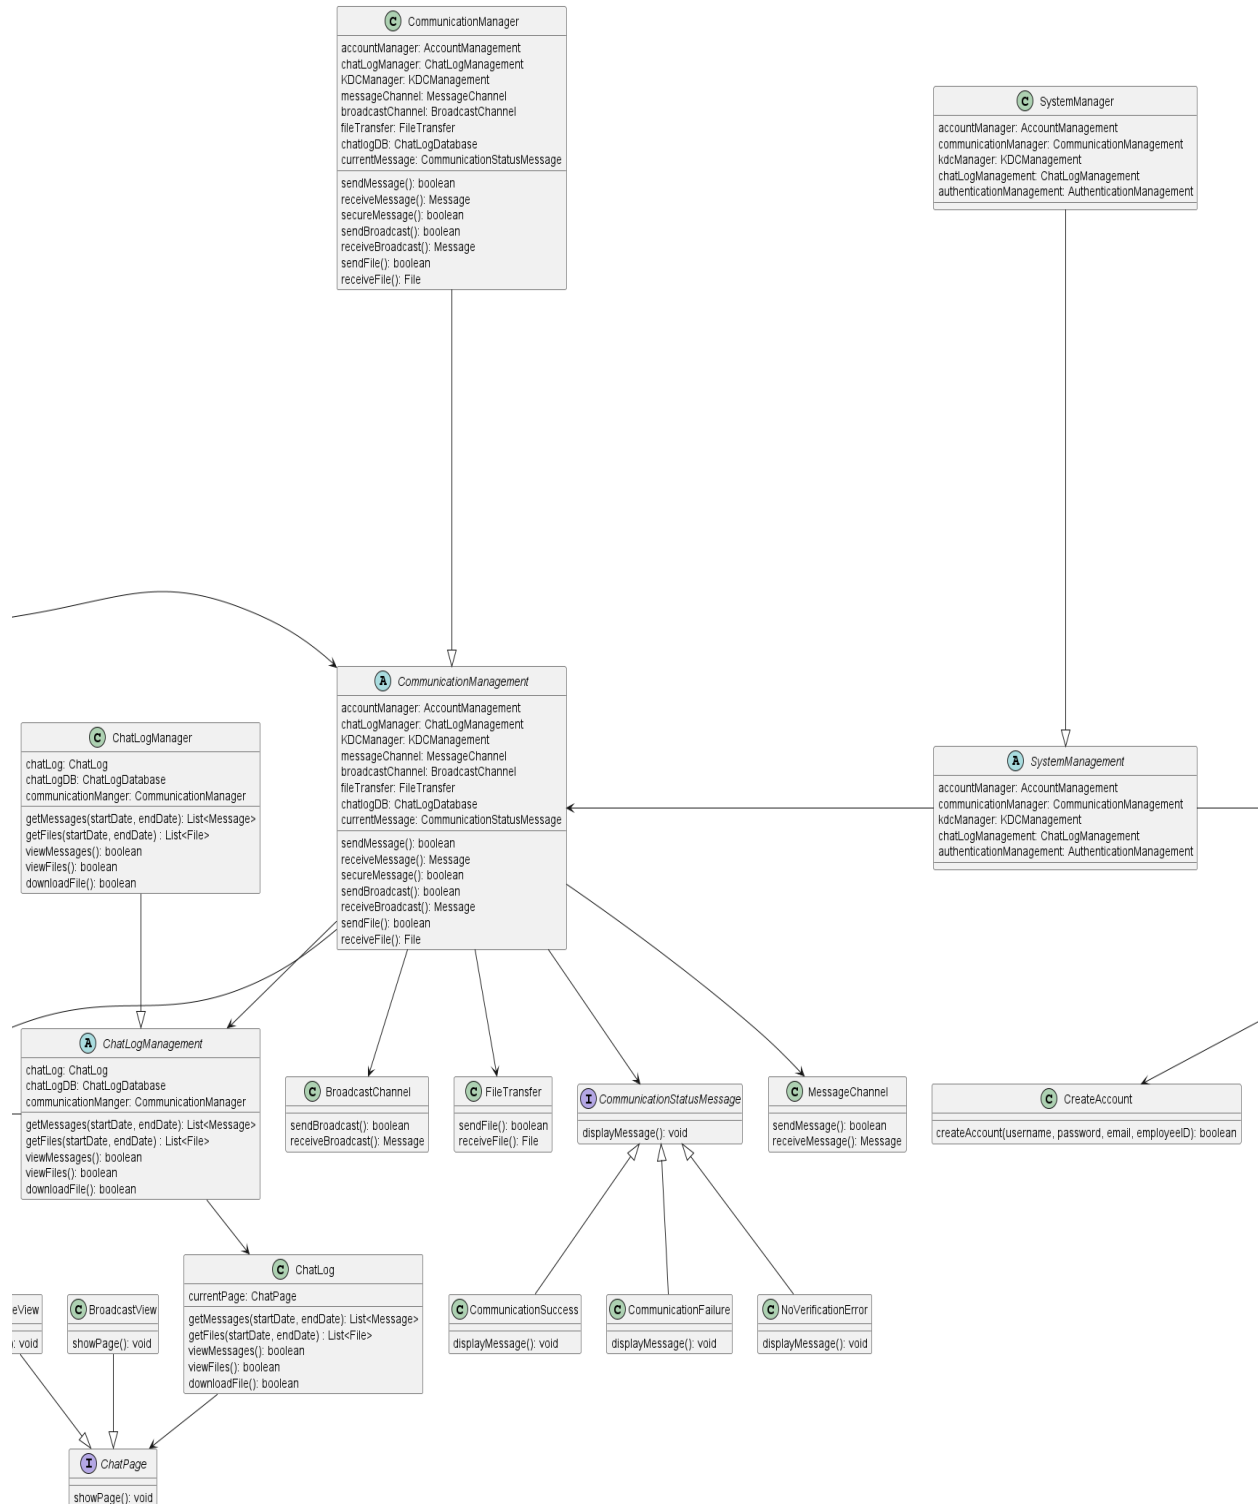 C CommunicationManager
accountManager: AccountManagement
chatLogManager: ChatLogManagement
KDCManager: KDCManagement
messageChannel: MessageChannel
broadcastChannel: BroadcastChannel
fileTransfer: FileTransfer
chatlogDB: ChatLogDatabase
currentMessage: CommunicationStatusMessage
sendMessage(): boolean
receiveMessage(): Message
secureMessage(): boolean
sendBroadcast(): boolean
receiveBroadcast(): Message
sendFile(): boolean
receiveFile(): File
C SystemManager
accountManager: AccountManagement
communicationManager: CommunicationManagement
kdcManager: KDCManagement
chatLogManagement: ChatLogManagement
authenticationManagement: AuthenticationManagement
A CommunicationManagement
accountManager: AccountManagement
chatLogManager: ChatLogManagement
KDCManager: KDCManagement
messageChannel: MessageChannel
broadcastChannel: BroadcastChannel
fileTransfer: FileTransfer
chatlogDB: ChatLogDatabase
currentMessage: CommunicationStatusMessage
sendMessage(): boolean
receiveMessage(): Message
secureMessage(): boolean
sendBroadcast(): boolean
receiveBroadcast(): Message
sendFile(): boolean
receiveFile(): File
C ChatLogManager
chatLog: ChatLog
chatLogDB: ChatLogDatabase
communicationManger: CommunicationManager
getMessages(startDate, endDate): List<Message>
getFiles(startDate, endDate) : List<File>
viewMessages(): boolean
viewFiles(): boolean
downloadFile(): boolean
A SystemManagement
accountManager: AccountManagement
communicationManager: CommunicationManagement
kdcManager: KDCManagement
chatLogManagement: ChatLogManagement
authenticationManagement: AuthenticationManagement
A ChatLogManagement
chatLog: ChatLog
chatLogDB: ChatLogDatabase
communicationManger: CommunicationManager
getMessages(startDate, endDate): List<Message>
getFiles(startDate, endDate) : List<File>
viewMessages(): boolean
viewFiles(): boolean
downloadFile(): boolean
C BroadcastChannel
sendBroadcast(): boolean
receiveBroadcast(): Message
C FileTransfer
sendFile(): boolean
receiveFile(): File
I CommunicationStatusMessage
displayMessage(): void
C MessageChannel
sendMessage(): boolean
receiveMessage(): Message
C CreateAccount
createAccount(username, password, email, employeeID): boolean
eView
): void
C BroadcastView
showPage(): void
C ChatLog
currentPage: ChatPage
getMessages(startDate, endDate): List<Message>
getFiles(startDate, endDate) : List<File>
viewMessages(): boolean
viewFiles(): boolean
downloadFile(): boolean
C CommunicationSuccess
displayMessage(): void
C CommunicationFailure
displayMessage(): void
C NoVerificationError
displayMessage(): void
I ChatPage
showPage(): void